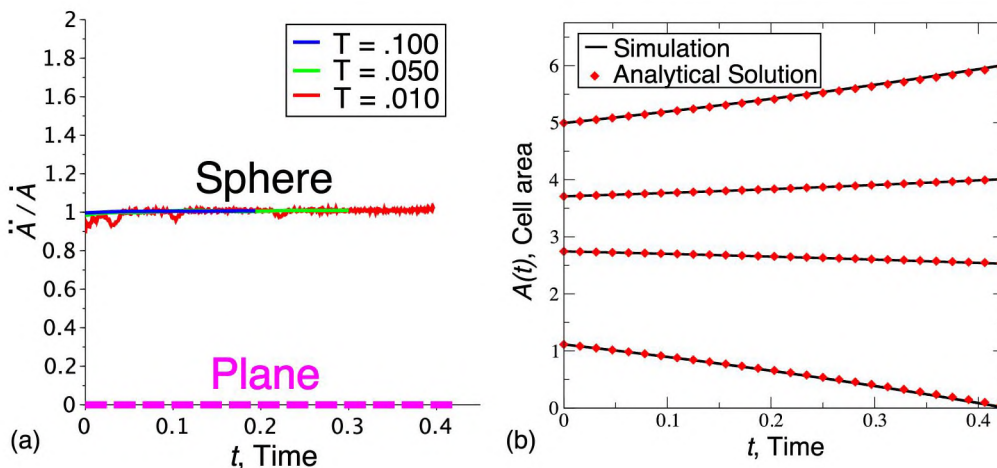 2
1.8
1.6
1.4
1.2
1
0.8
0.6
0.4
0.2
0
Ä / Ȧ
T = .100
T = .050
T = .010
Sphere
Plane
0 0.1 0.2 0.3 0.4
(a) t, Time
Simulation
Analytical Solution
6
5
4
3
2
1
0
A(t), Cell area
0 0.1 0.2 0.3 0.4
(b) t, Time